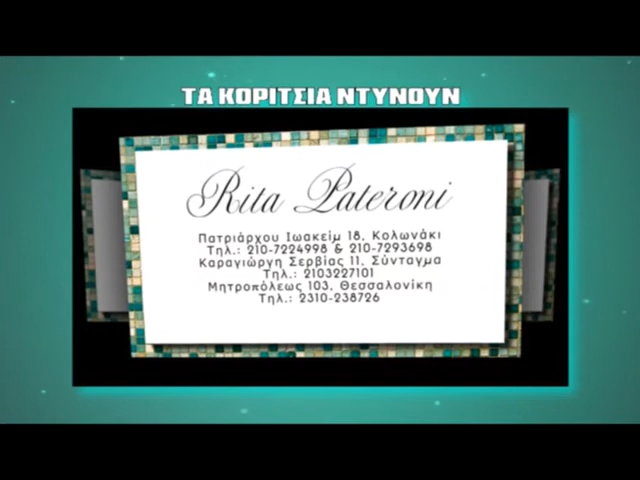 ΤΑ ΚΟΡΙΤΣΙΑ ΝΤΥΝΟΥΝ
Rita Pateroni
Πατριάρχου Ιωακείμ 18, Κολωνάκι
Τηλ.: 210-7224998 & 210-7293698
Καραγιώργη Σερβίας 11, Σύνταγμα
Τηλ.: 2103227101
Μητροπόλεως 103, Θεσσαλονίκη
Τηλ.: 2310-238726